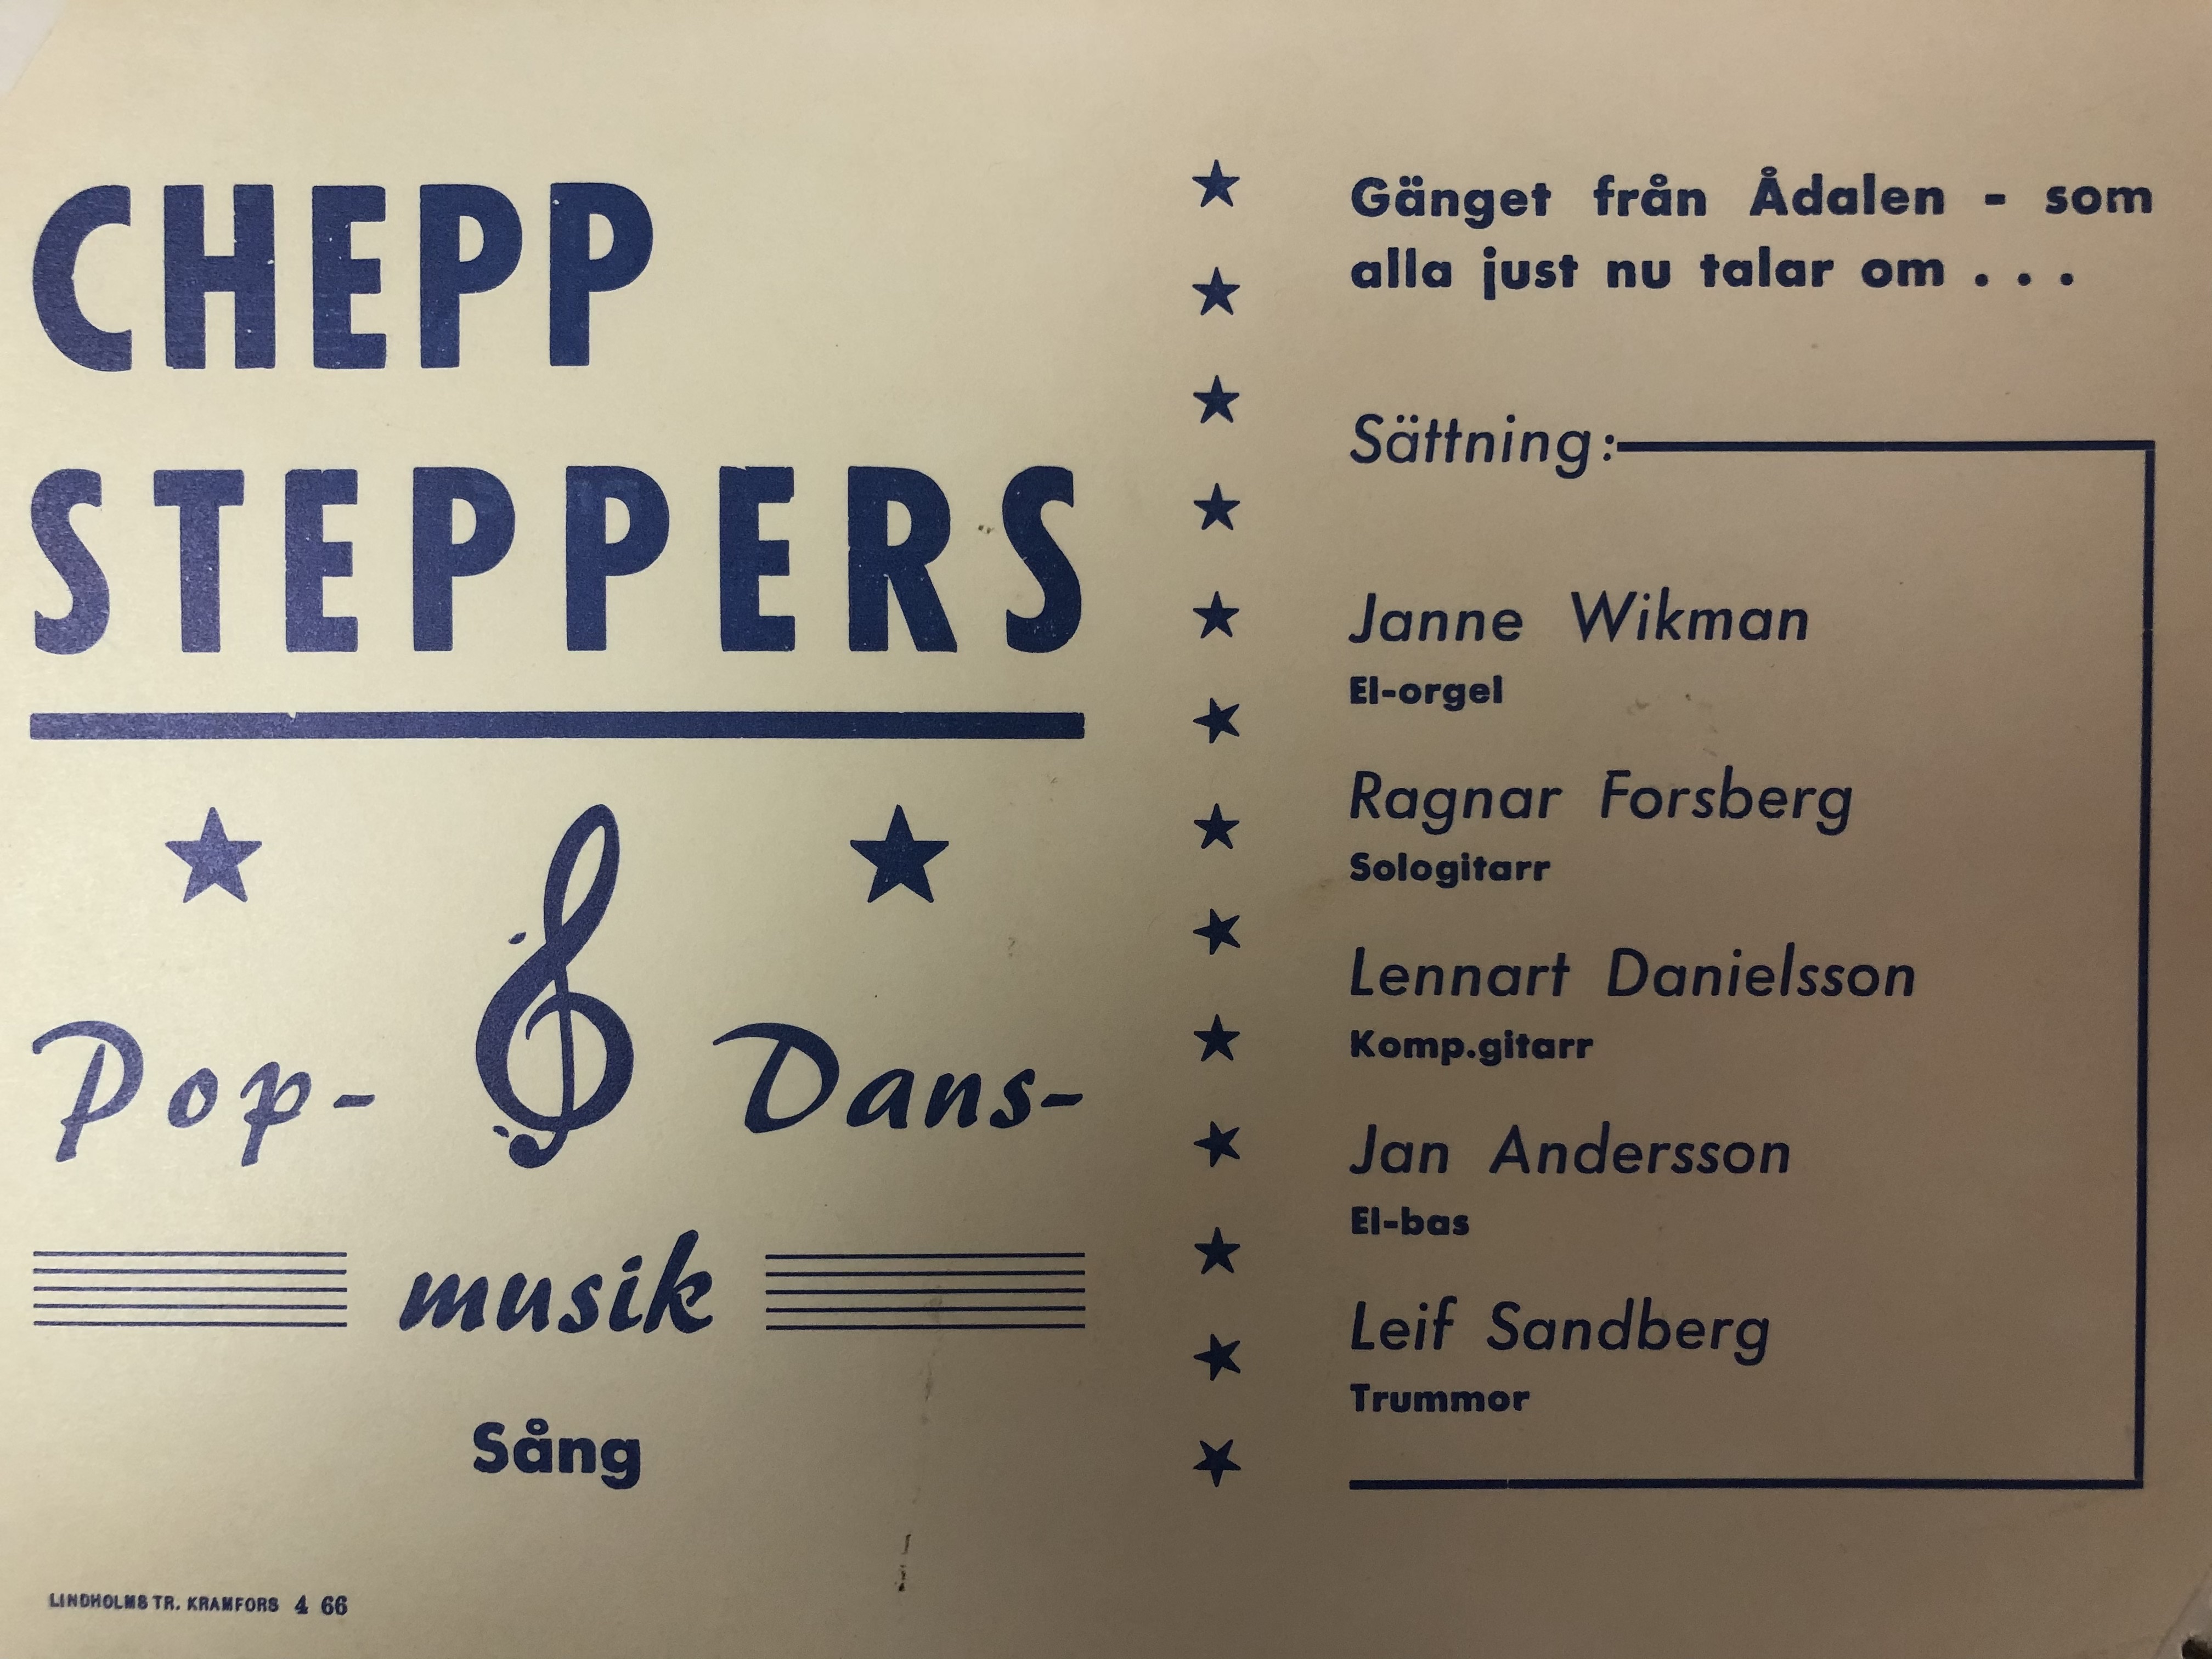 CHEPP
STEPPERS
Pop- Dans-
musik
Sång
LINDHOLMS TR. KRAMFORS 4 66
Gänget från Ådalen - som
alla just nu talar om . . .
Sättning:
Janne Wikman
El-orgel
Ragnar Forsberg
Sologitarr
Lennart Danielsson
Komp.gitarr
Jan Andersson
El-bas
Leif Sandberg
Trummor